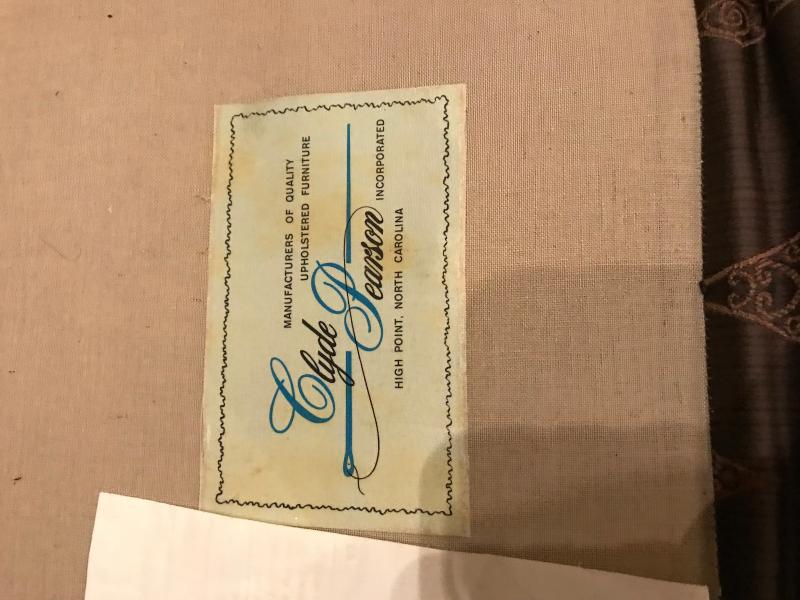 MANUFACTURERS OF QUALITY
UPHOLSTERED FURNITURE
Clyde
Pearson
INCORPORATED
HIGH POINT, NORTH CAROLINA